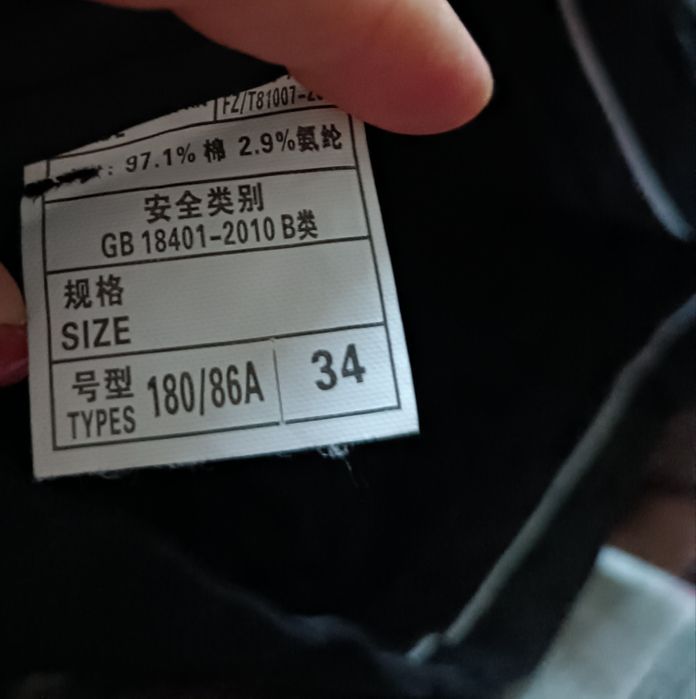 FZ/T81007-2
: 97.1% 棉 2.9%氨纶
安全类别
GB 18401-2010 B类
规格
SIZE
号型 180/86A 34
TYPES